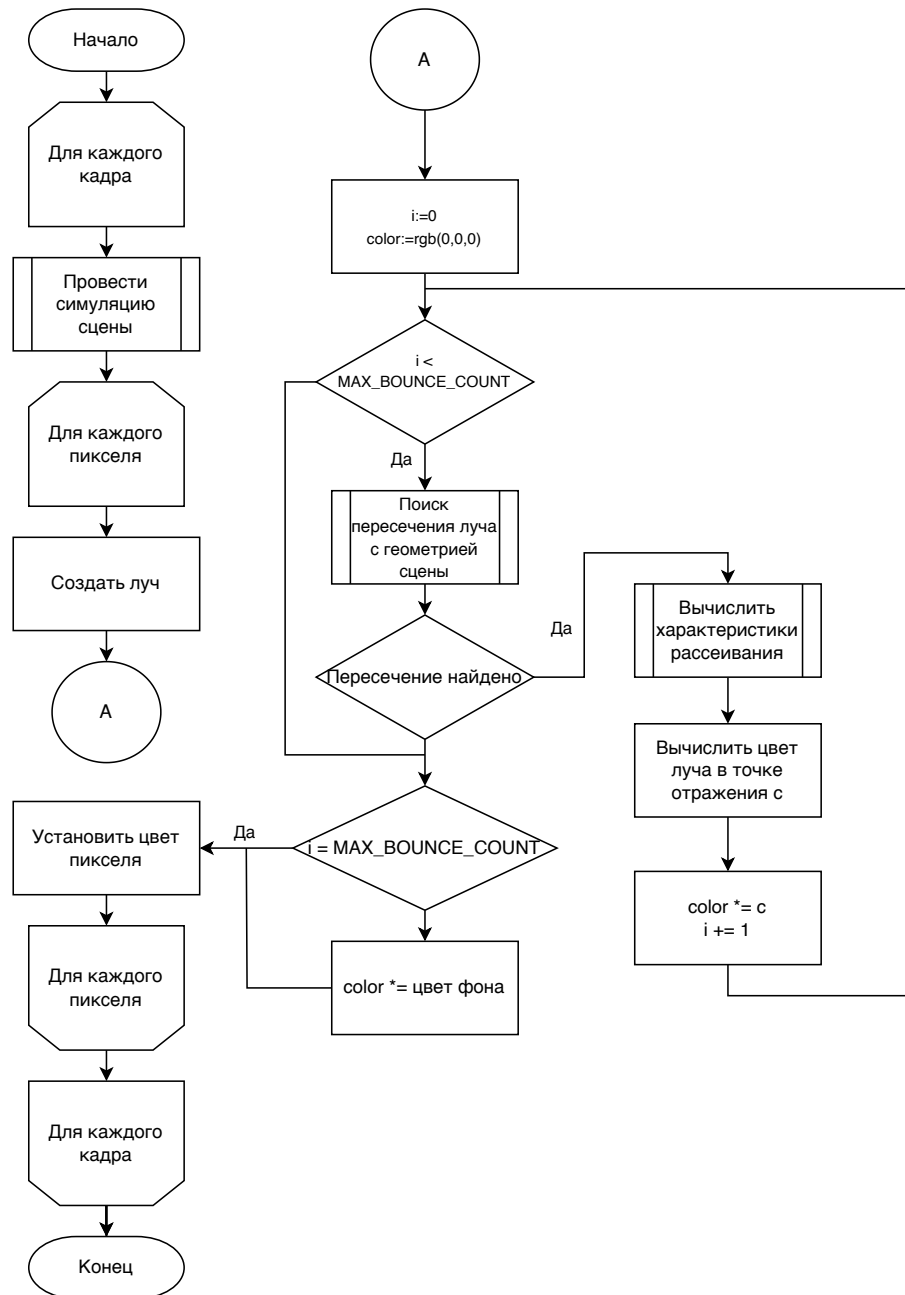 Начало
Для каждого
кадра
Провести
симуляцию
сцены
Для каждого
пикселя
Создать луч
А
А
i:=0
color:=rgb(0,0,0)
i <
MAX_BOUNCE_COUNT
Да
Поиск
пересечения луча
с геометрией
сцены
Пересечение найдено
Да
Вычислить
характеристики
рассеивания
Вычислить цвет
луча в точке
отражения c
color *= c
i += 1
i = MAX_BOUNCE_COUNT
Да
color *= цвет фона
Установить цвет
пикселя
Для каждого
пикселя
Для каждого
кадра
Конец